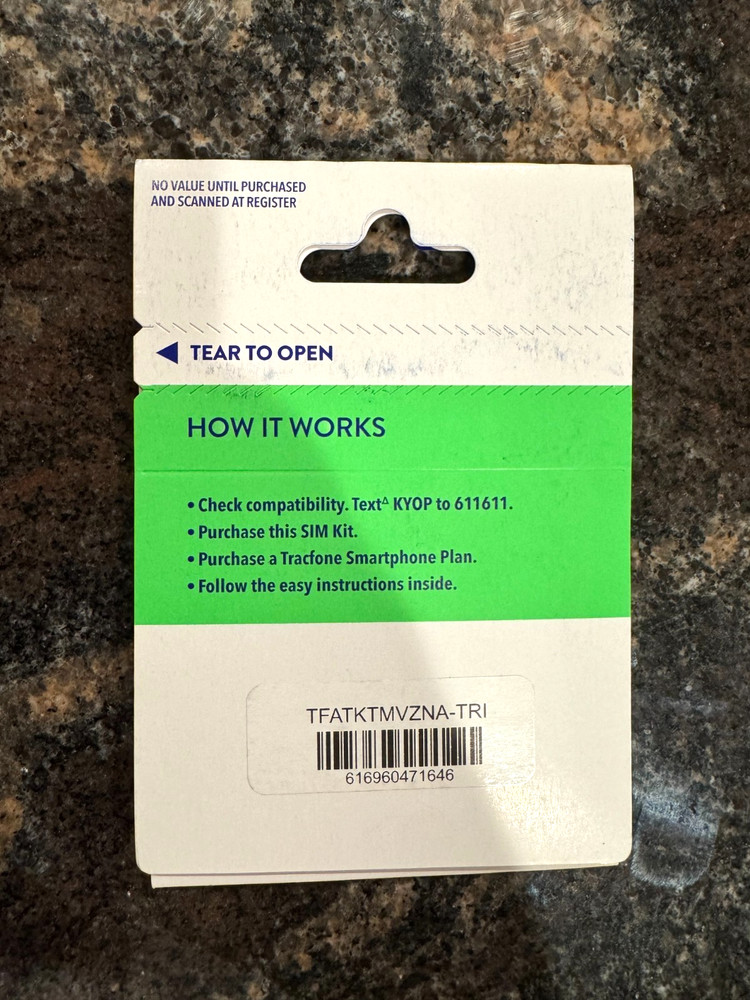 NO VALUE UNTIL PURCHASED
AND SCANNED AT REGISTER
TEAR TO OPEN
HOW IT WORKS
• Check compatibility. Text∆ KYOP to 611611.
• Purchase this SIM Kit.
• Purchase a Tracfone Smartphone Plan.
• Follow the easy instructions inside.
TFATKTMVZNA-TRI
616960471646